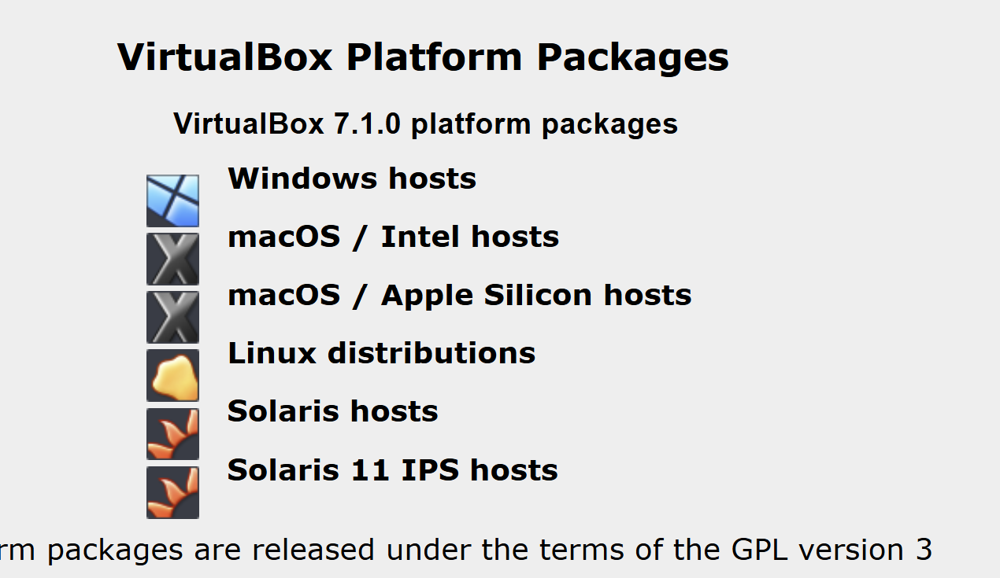 VirtualBox Platform Packages
VirtualBox 7.1.0 platform packages
Windows hosts
macOS / Intel hosts
macOS / Apple Silicon hosts
Linux distributions
Solaris hosts
Solaris 11 IPS hosts
packages are released under the terms of the GPL version 3